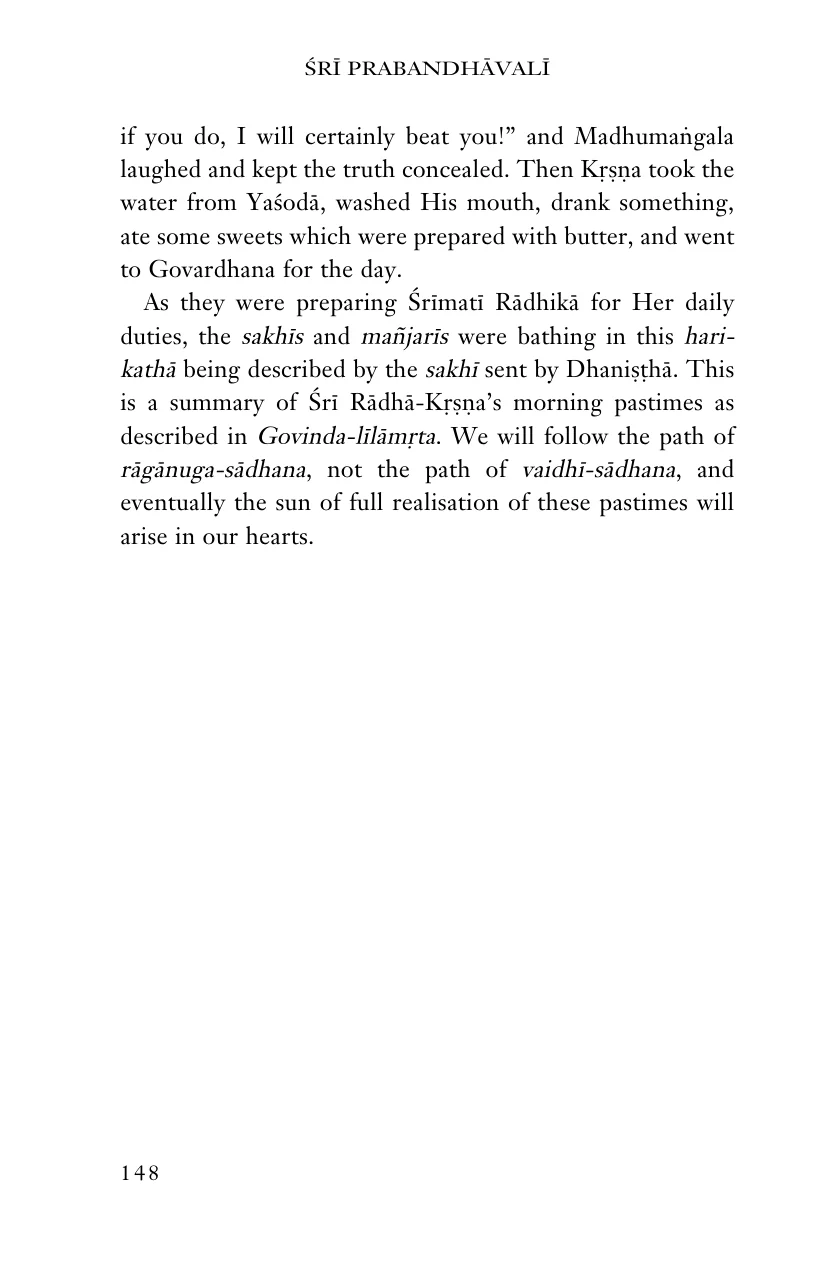 ŚRĪ PRABANDHĀVALĪ
if you do, I will certainly beat you!” and Madhumaṅgala
laughed and kept the truth concealed. Then Kṛṣṇa took the
water from Yaśodā, washed His mouth, drank something,
ate some sweets which were prepared with butter, and went
to Govardhana for the day.
As they were preparing Śrīmatī Rādhikā for Her daily
duties, the sakhīs and mañjarīs were bathing in this hari-
kathā being described by the sakhī sent by Dhaniṣṭhā. This
is a summary of Śrī Rādhā-Kṛṣṇa’s morning pastimes as
described in Govinda-līlāmṛta. We will follow the path of
rāgānuga-sādhana, not the path of vaidhī-sādhana, and
eventually the sun of full realisation of these pastimes will
arise in our hearts.
148